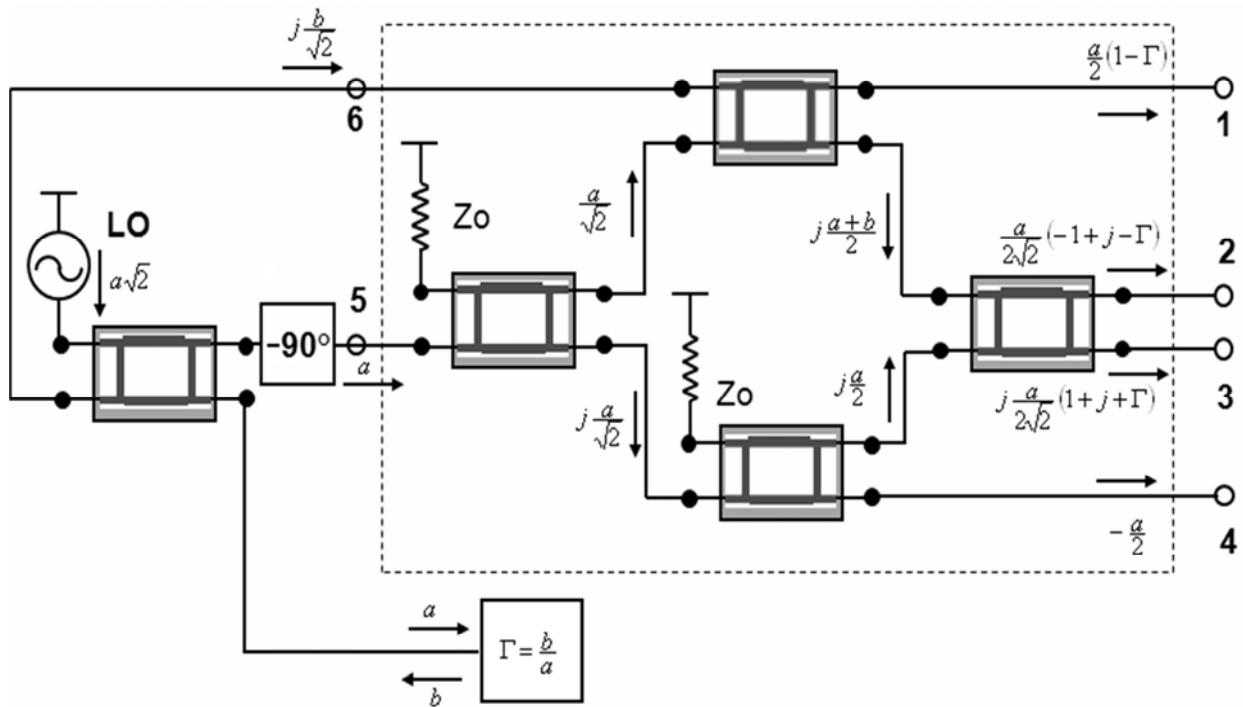 j b/√2
6
a/2 (1-Γ)
1
LO
a√2
Zo
a/√2
j a+b/2
a/2√2 (-1+j-Γ)
2
5
-90°
a
j a/√2
Zo
j a/2
j a/2√2 (1+j+Γ)
3
-a/2
4
a
Γ = b/a
b